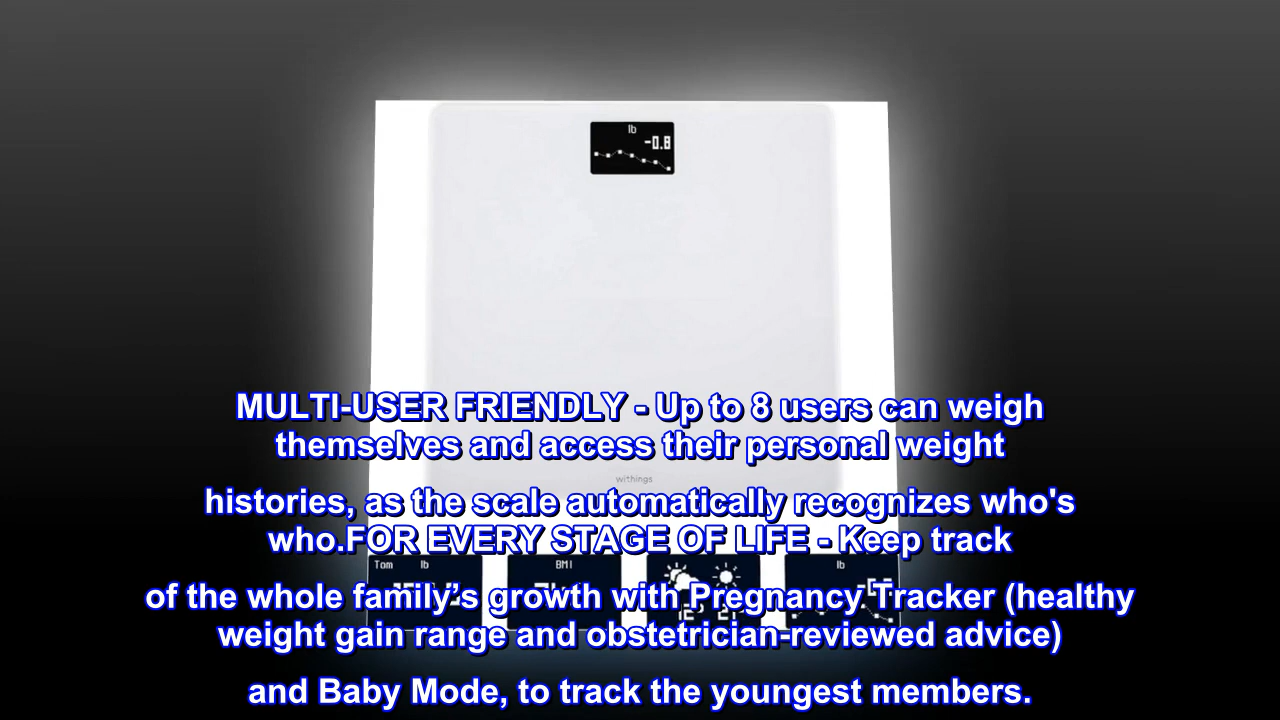 lb
-0.8
MULTI-USER FRIENDLY - Up to 8 users can weigh
themselves and access their personal weight
withings
histories, as the scale automatically recognizes who's
who.FOR EVERY STAGE OF LIFE - Keep track
Tom lb
BMI
lb
of the whole family’s growth with Pregnancy Tracker (healthy
weight gain range and obstetrician-reviewed advice)
and Baby Mode, to track the youngest members.